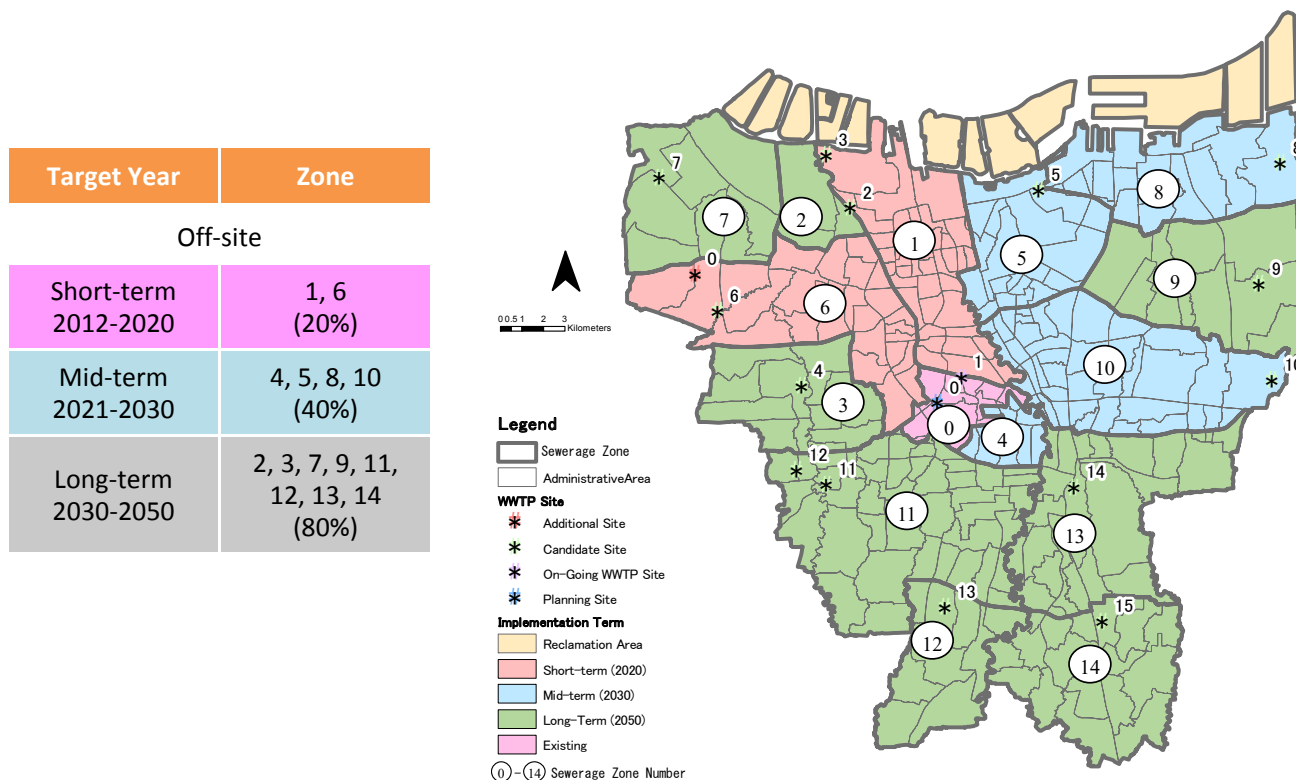 Target Year Zone
Off-site
Short-term 1, 6
2012-2020 (20%)
Mid-term 4, 5, 8, 10
2021-2030 (40%)
Long-term 2, 3, 7, 9, 11,
2030-2050 12, 13, 14
(80%)
0 0.5 1 2 3
Kilometers
Legend
Sewerage Zone
AdministrativeArea
WWTP Site
Additional Site
Candidate Site
On-Going WWTP Site
Planning Site
Implementation Term
Reclamation Area
Short-term (2020)
Mid-term (2030)
Long-Term (2050)
Existing
0 - 14 Sewerage Zone Number
3
7
5
8
2
8
7
2
1
5
0
9
9
6
6
1
10
10
4
0
3
0
4
12
11
14
11
13
13
15
12
14